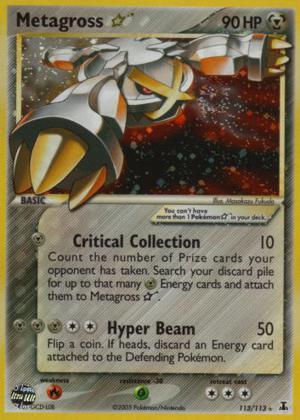 Metagross ☆ 90 HP
Illus. Masakazu Fukuda
BASIC
You can't have
more than 1 Pokémon☆ in your deck.
Critical Collection 10
Count the number of Prize cards your
opponent has taken. Search your discard pile
for up to that many Energy cards and attach
them to Metagross ☆.
Hyper Beam 50
Flip a coin. If heads, discard an Energy card
attached to the Defending Pokémon.
weakness resistance -30 retreat cost
©2005 Pokémon/Nintendo 113/113